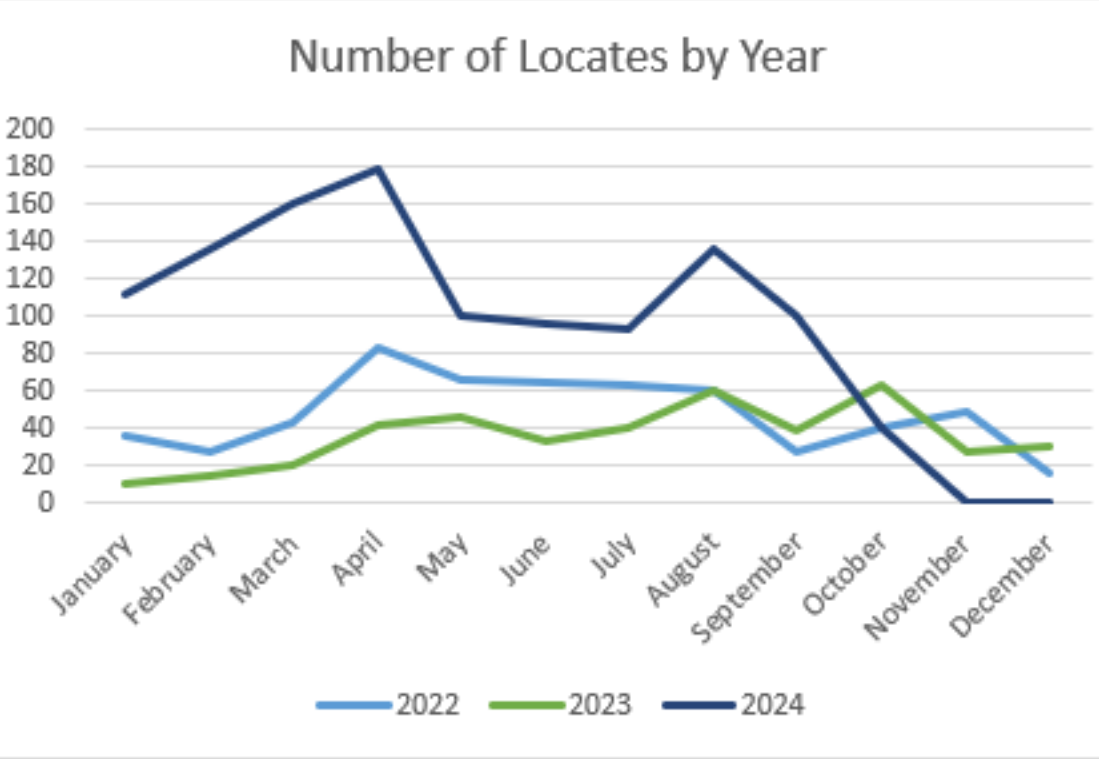 Number of Locates by Year
200
180
160
140
120
100
80
60
40
20
0
January
February
March
April
May
June
July
August
September
October
November
December
2022 2023 2024